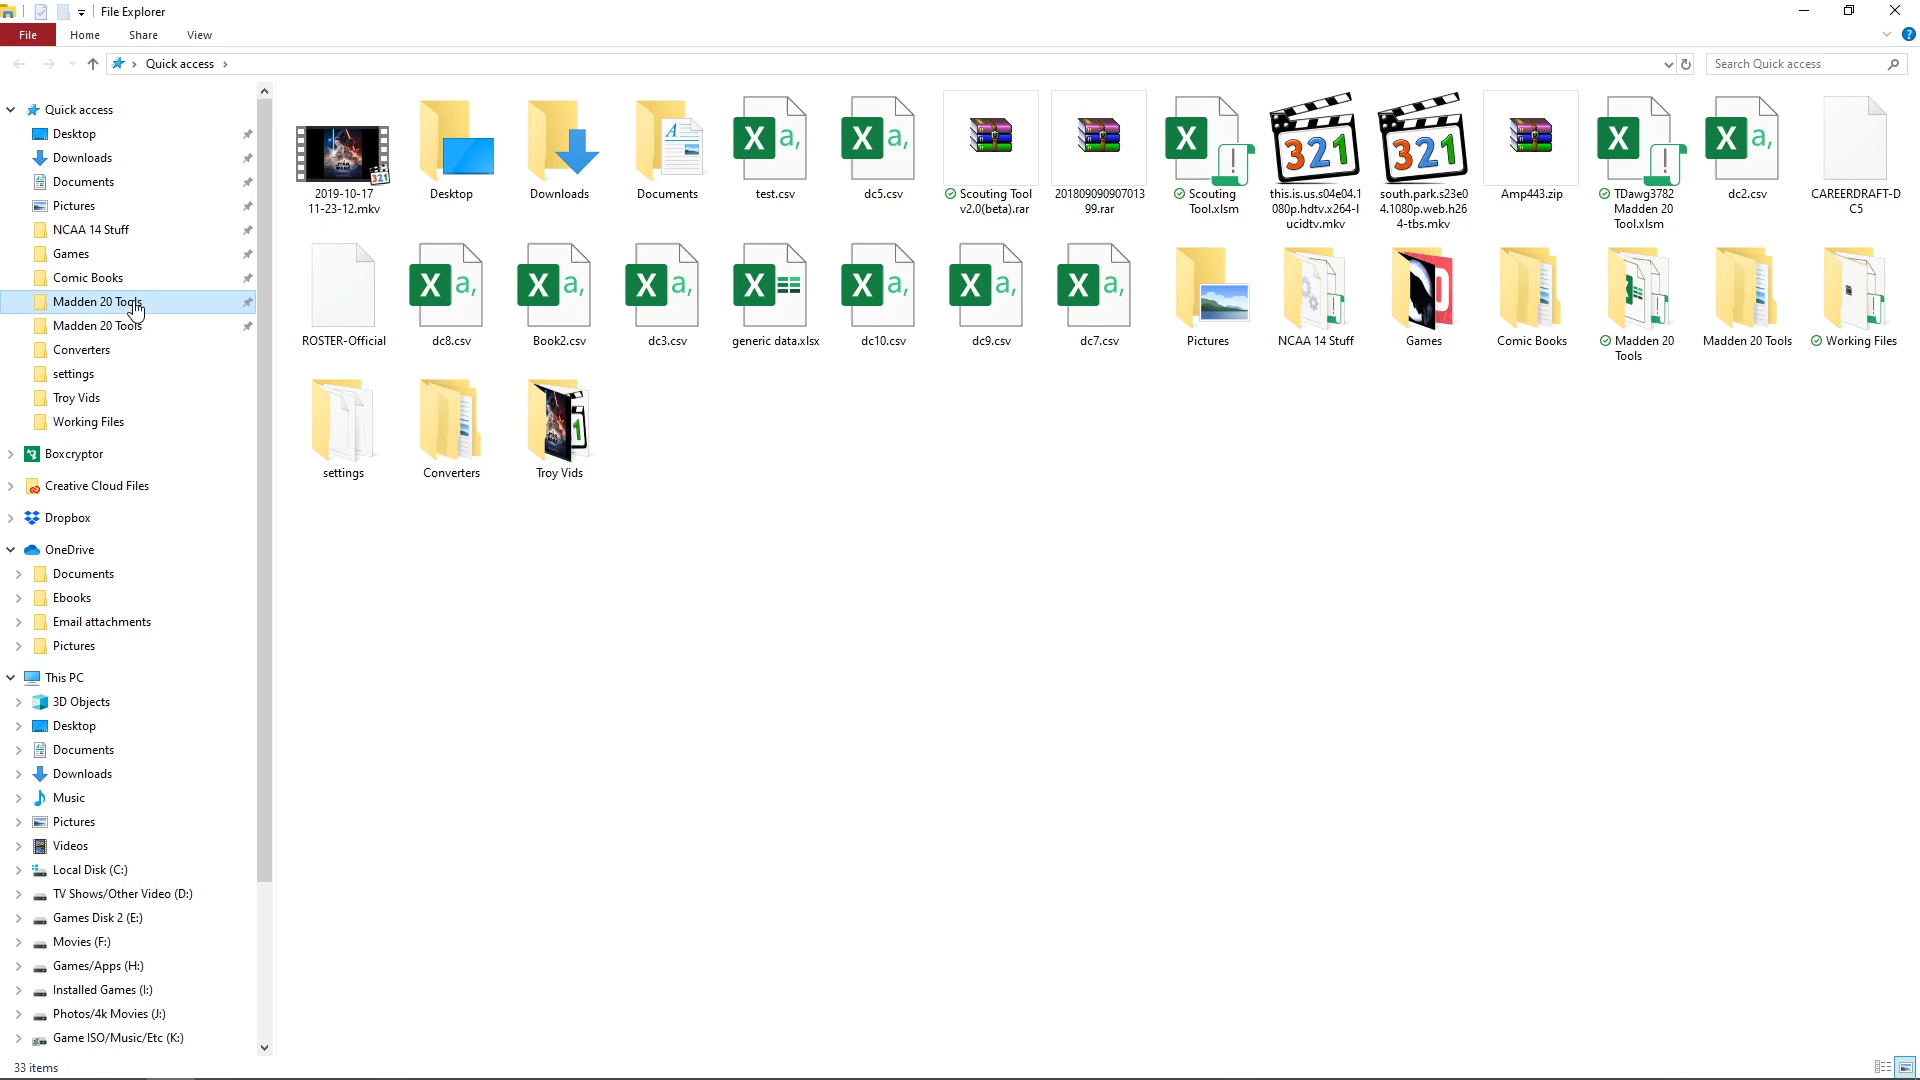 File Explorer
File Home Share View
Quick access
Search Quick access
Quick access
Desktop
Downloads
Documents
Pictures
NCAA 14 Stuff
Games
Comic Books
Madden 20 Tools
Madden 20 Tools
Converters
settings
Troy Vids
Working Files
Boxcryptor
Creative Cloud Files
Dropbox
OneDrive
Documents
Ebooks
Email attachments
Pictures
This PC
3D Objects
Desktop
Documents
Downloads
Music
Pictures
Videos
Local Disk (C:)
TV Shows/Other Video (D:)
Games Disk 2 (E:)
Movies (F:)
Games/Apps (H:)
Installed Games (I:)
Photos/4k Movies (J:)
Game ISO/Music/Etc (K:)
2019-10-17
11-23-12.mkv
Desktop
Downloads
Documents
test.csv
dc5.csv
Scouting Tool
v2.0(beta).rar
201809090907013
99.rar
Scouting
Tool.xlsm
this.is.us.s04e04.1
080p.hdtv.x264-l
ucidtv.mkv
south.park.s23e0
4.1080p.web.h26
4-tbs.mkv
Amp443.zip
TDawg3782
Madden 20
Tool.xlsm
dc2.csv
CAREERDRAFT-D
C5
ROSTER-Official
dc8.csv
Book2.csv
dc3.csv
generic data.xlsx
dc10.csv
dc9.csv
dc7.csv
Pictures
NCAA 14 Stuff
Games
Comic Books
Madden 20
Tools
Madden 20 Tools
Working Files
settings
Converters
Troy Vids
33 items